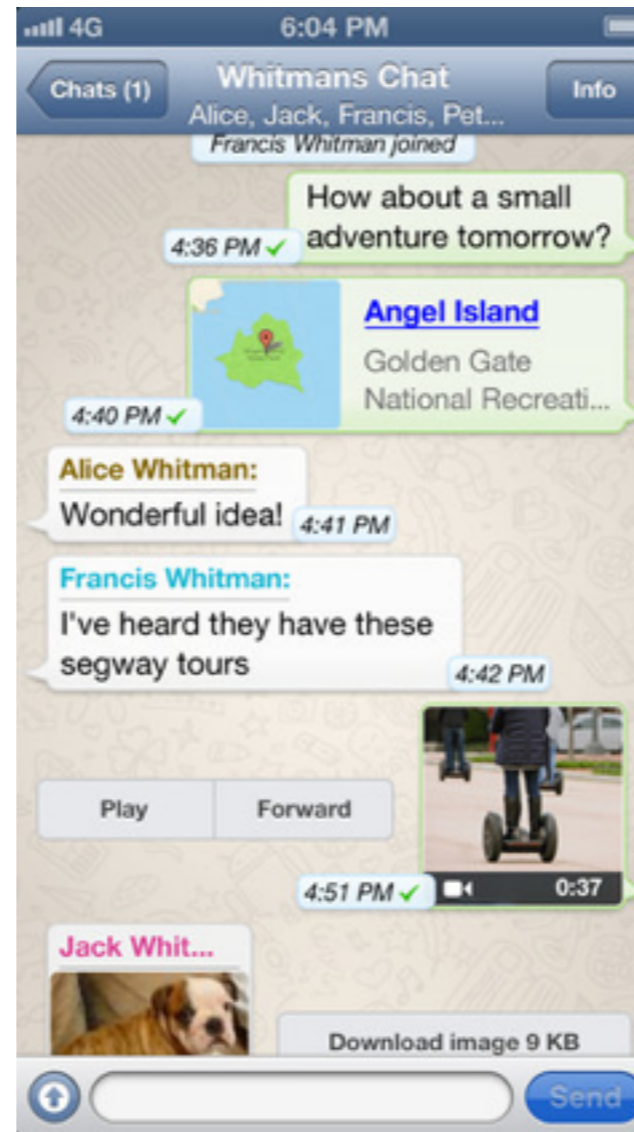 4G 6:04 PM
Chats (1) Whitmans Chat Info
Alice, Jack, Francis, Pet...
Francis Whitman joined
How about a small
adventure tomorrow?
4:36 PM
Angel Island
Golden Gate
National Recreati...
4:40 PM
Alice Whitman:
Wonderful idea!
4:41 PM
Francis Whitman:
I've heard they have these
segway tours
4:42 PM
Play Forward
4:51 PM 0:37
Jack Whit...
Download image 9 KB
Send